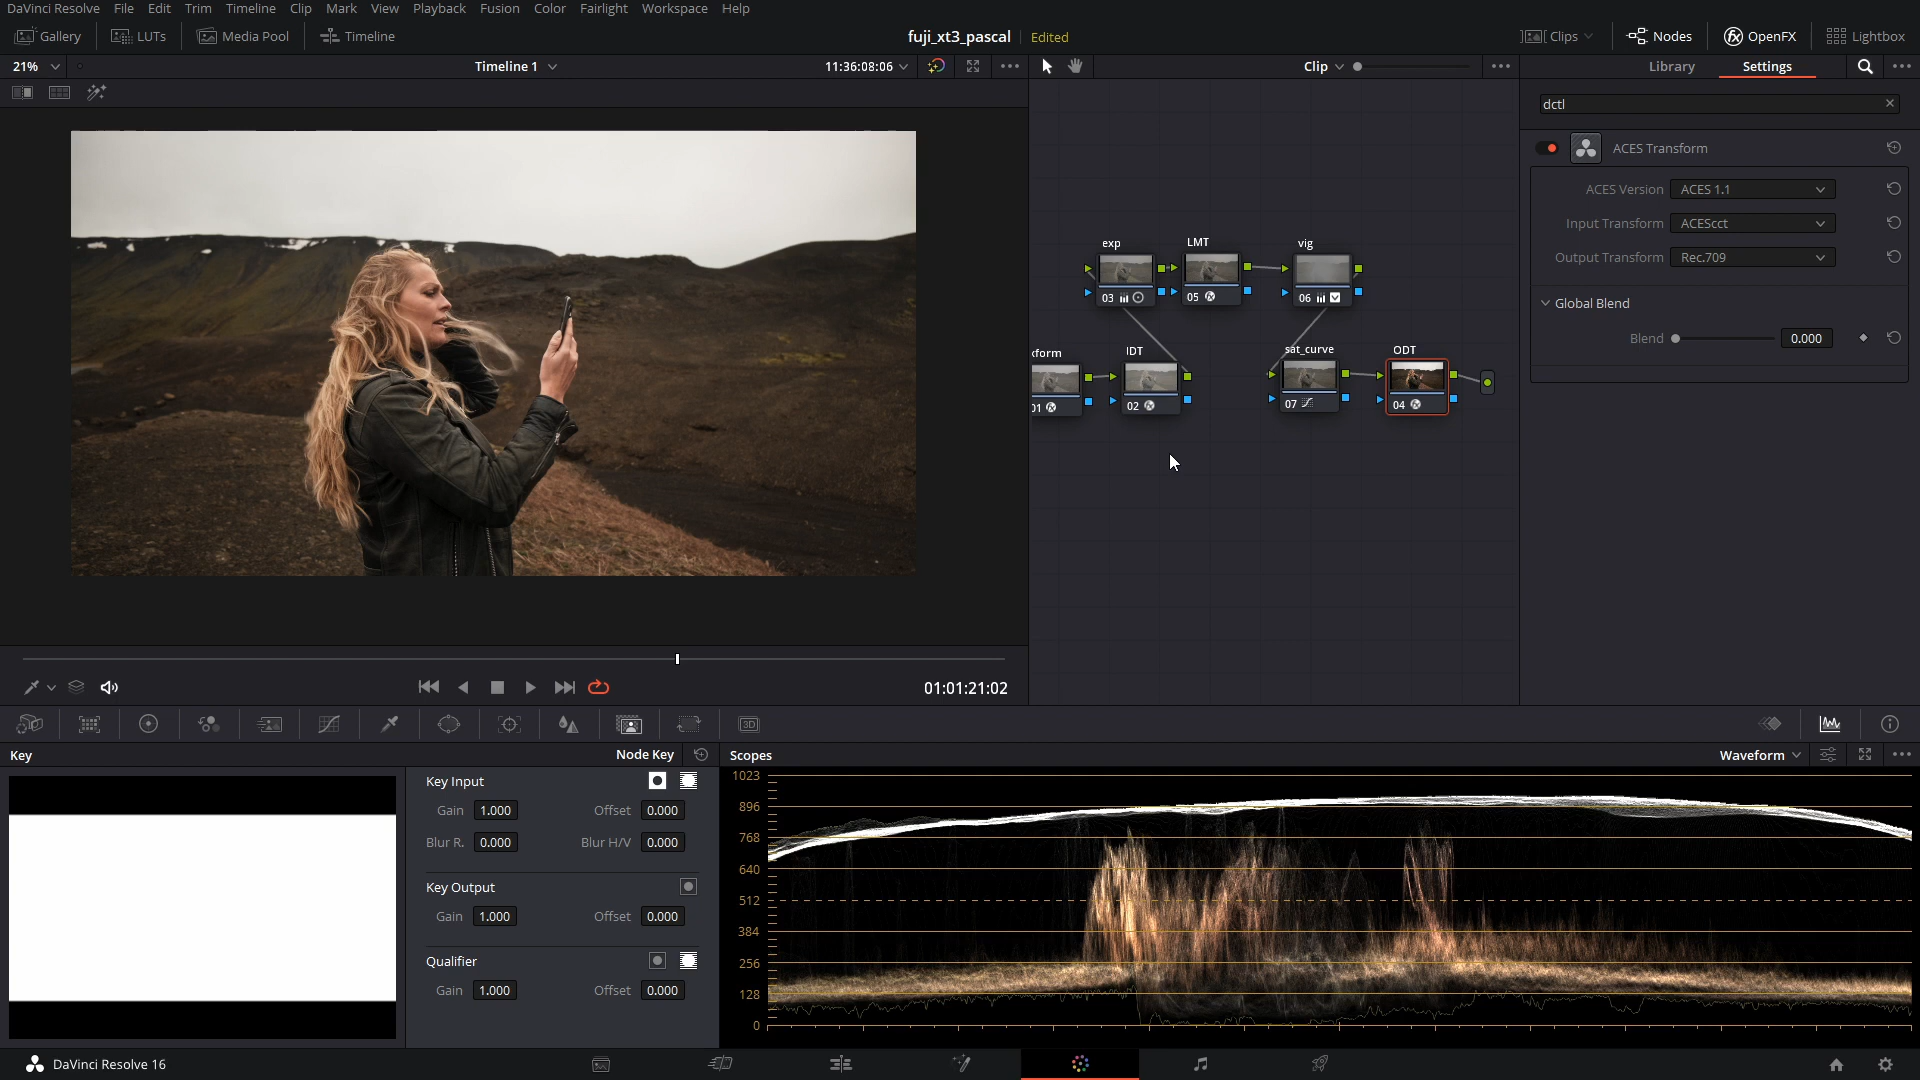 DaVinci Resolve File Edit Trim Timeline Clip Mark View Playback Fusion Color Fairlight Workspace Help
Gallery LUTs Media Pool Timeline fuji_xt3_pascal Edited Clips Nodes OpenFX Lightbox
21% Timeline 1 11:36:08:06 Clip Library Settings
dctl
ACES Transform
ACES Version ACES 1.1
Input Transform ACEScct
Output Transform Rec.709
Global Blend
Blend 0.000
exp LMT vig
03 05 06
xform IDT sat_curve ODT
01 02 07 04
01:01:21:02
3D
Key Node Key Scopes Waveform
Key Input
Gain 1.000 Offset 0.000
Blur R. 0.000 Blur H/V 0.000
Key Output
Gain 1.000 Offset 0.000
Qualifier
Gain 1.000 Offset 0.000
1023
896
768
640
512
384
256
128
0
DaVinci Resolve 16